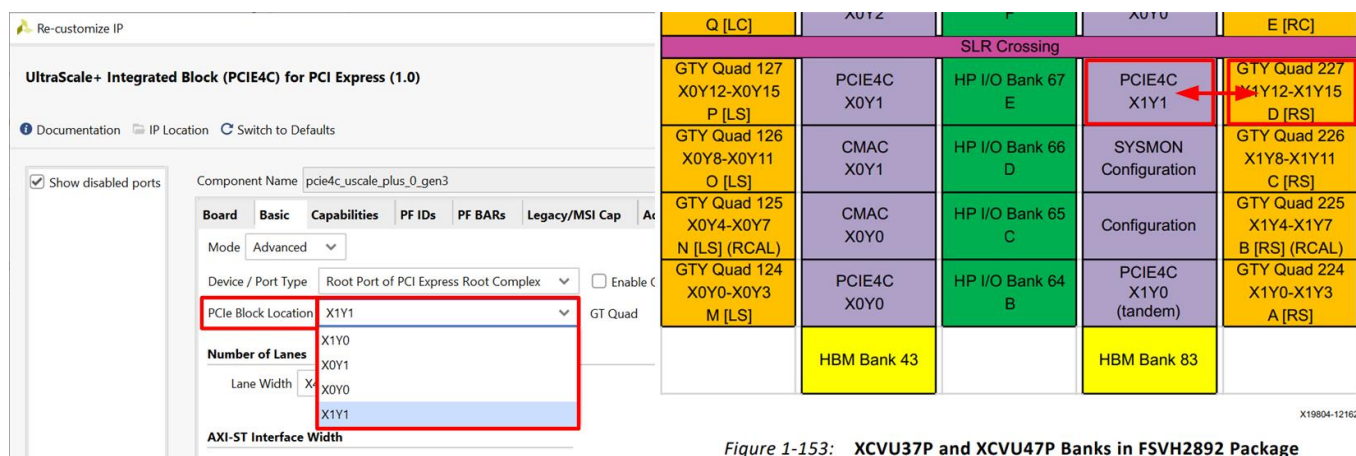 Re-customize IP
UltraScale+ Integrated Block (PCIE4C) for PCI Express (1.0)
Documentation IP Location Switch to Defaults
Show disabled ports
Component Name pcie4c_uscale_plus_0_gen3
Board Basic Capabilities PF IDs PF BARs Legacy/MSI Cap
Mode Advanced
Device / Port Type Root Port of PCI Express Root Complex
PCIe Block Location X1Y1 GT Quad
X1Y0
X0Y1
X0Y0
X1Y1
Number of Lanes
Lane Width
AXI-ST Interface Width
Q [LC]
E [RC]
SLR Crossing
GTY Quad 127
X0Y12-X0Y15
P [LS]
PCIE4C
X0Y1
HP I/O Bank 67
E
PCIE4C
X1Y1
GTY Quad 227
X1Y12-X1Y15
D [RS]
GTY Quad 126
X0Y8-X0Y11
O [LS]
CMAC
X0Y1
HP I/O Bank 66
D
SYSMON
Configuration
GTY Quad 226
X1Y8-X1Y11
C [RS]
GTY Quad 125
X0Y4-X0Y7
N [LS] (RCAL)
CMAC
X0Y0
HP I/O Bank 65
C
Configuration
GTY Quad 225
X1Y4-X1Y7
B [RS] (RCAL)
GTY Quad 124
X0Y0-X0Y3
M [LS]
PCIE4C
X0Y0
HP I/O Bank 64
B
PCIE4C
X1Y0
(tandem)
GTY Quad 224
X1Y0-X1Y3
A [RS]
HBM Bank 43
HBM Bank 83
X19804-12162
Figure 1-153: XCVU37P and XCVU47P Banks in FSVH2892 Package